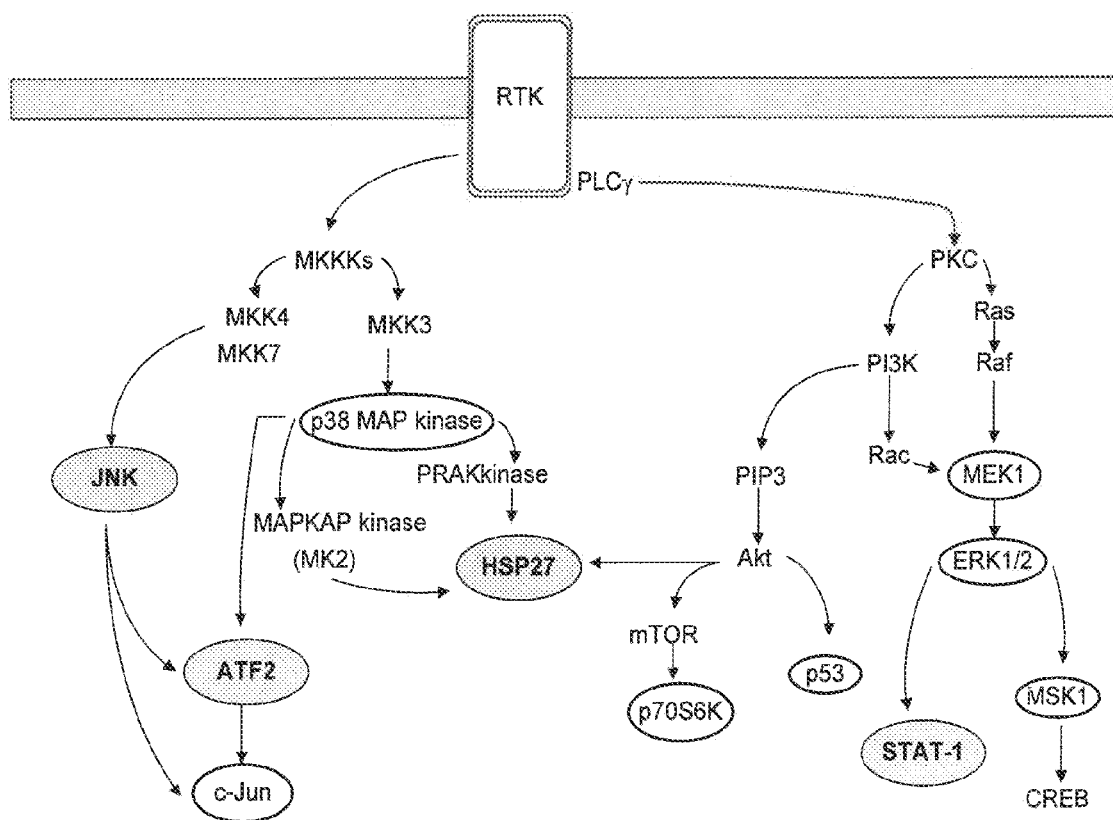 RTK
PLCγ
MKKKs
PKC
MKK4
MKK7
MKK3
Ras
PI3K
Raf
p38 MAP kinase
JNK
PRAKkinase
PIP3
Rac
MEK1
MAPKAP kinase
(MK2)
HSP27
Akt
ERK1/2
mTOR
ATF2
p53
p70S6K
MSK1
STAT-1
c-Jun
CREB